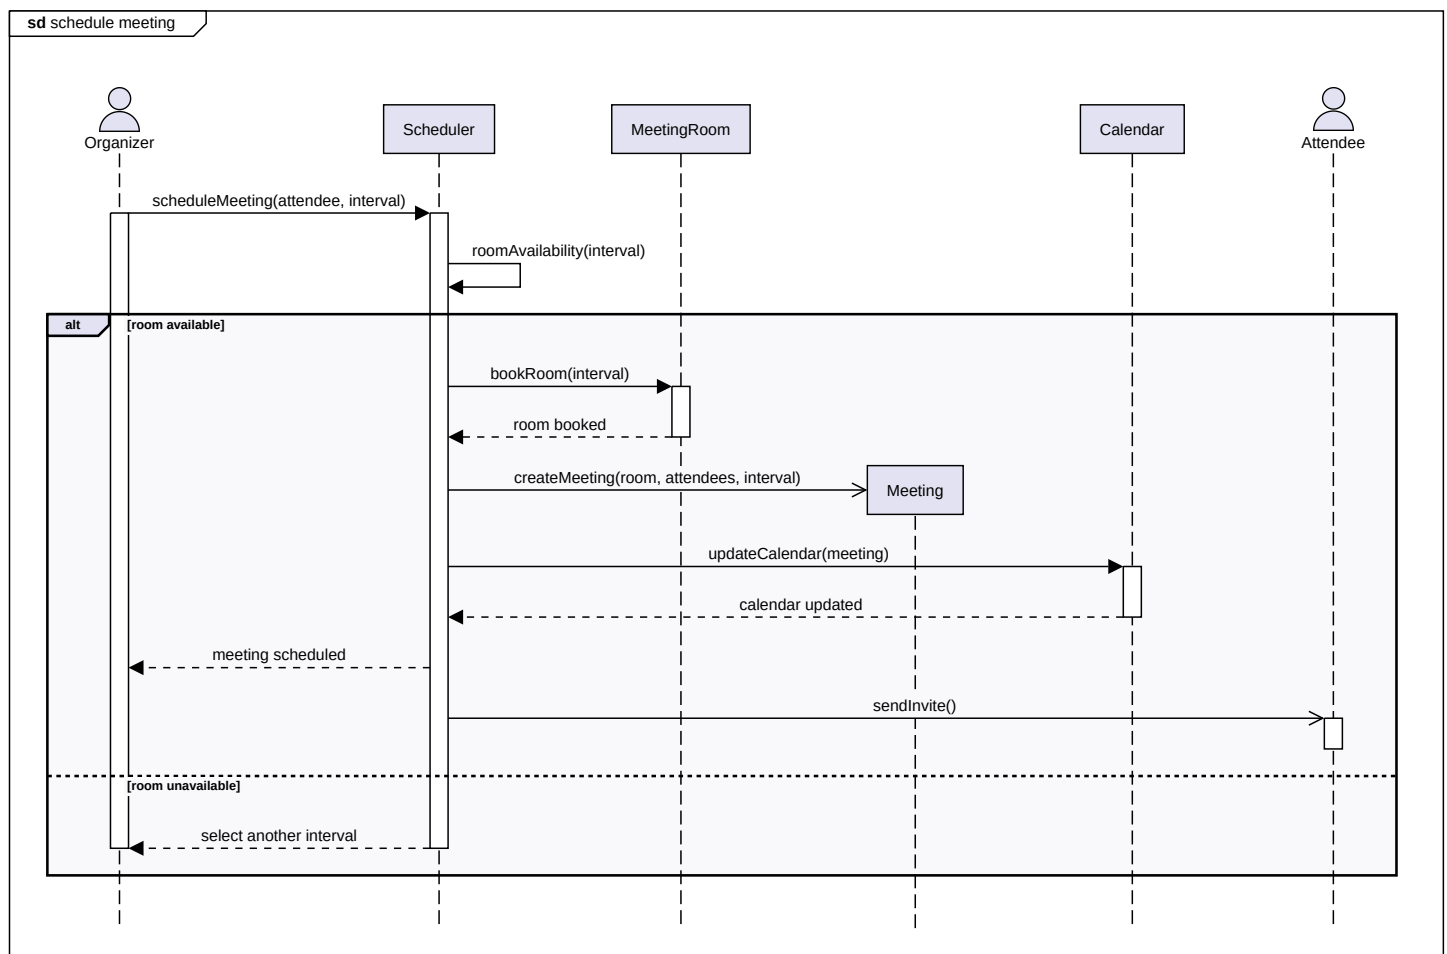 sd schedule meeting
Organizer
Scheduler
MeetingRoom
Calendar
Attendee
scheduleMeeting(attendee, interval)
roomAvailability(interval)
alt
[room available]
bookRoom(interval)
room booked
createMeeting(room, attendees, interval)
Meeting
updateCalendar(meeting)
calendar updated
meeting scheduled
sendInvite()
[room unavailable]
select another interval